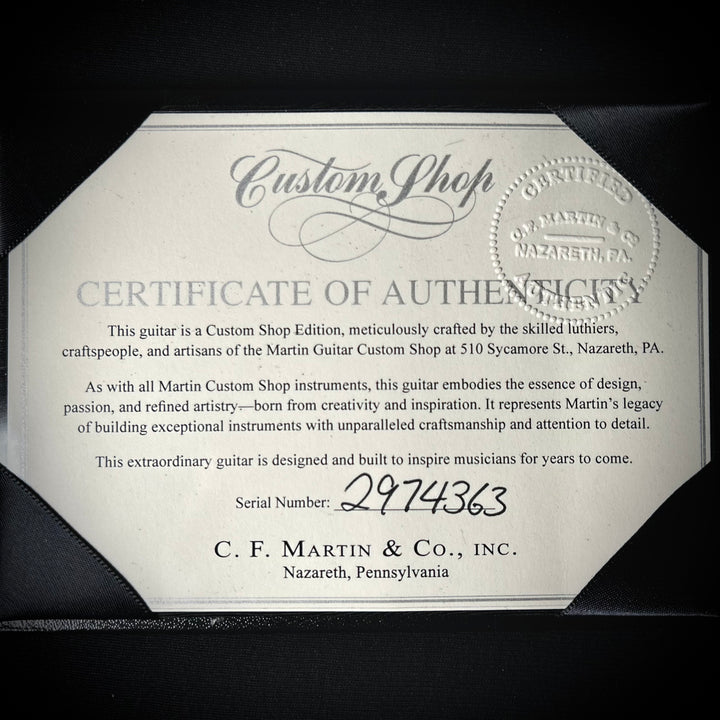 Custom Shop
CERTIFIED
C. F. MARTIN & CO
NAZARETH, PA.
AUTHENTIC
CERTIFICATE OF AUTHENTICITY
This guitar is a Custom Shop Edition, meticulously crafted by the skilled luthiers,
craftspeople, and artisans of the Martin Guitar Custom Shop at 510 Sycamore St., Nazareth, PA.
As with all Martin Custom Shop instruments, this guitar embodies the essence of design,
passion, and refined artistry—born from creativity and inspiration. It represents Martin's legacy
of building exceptional instruments with unparalleled craftsmanship and attention to detail.
This extraordinary guitar is designed and built to inspire musicians for years to come.
Serial Number: 2974363
C. F. MARTIN & CO., INC.
Nazareth, Pennsylvania